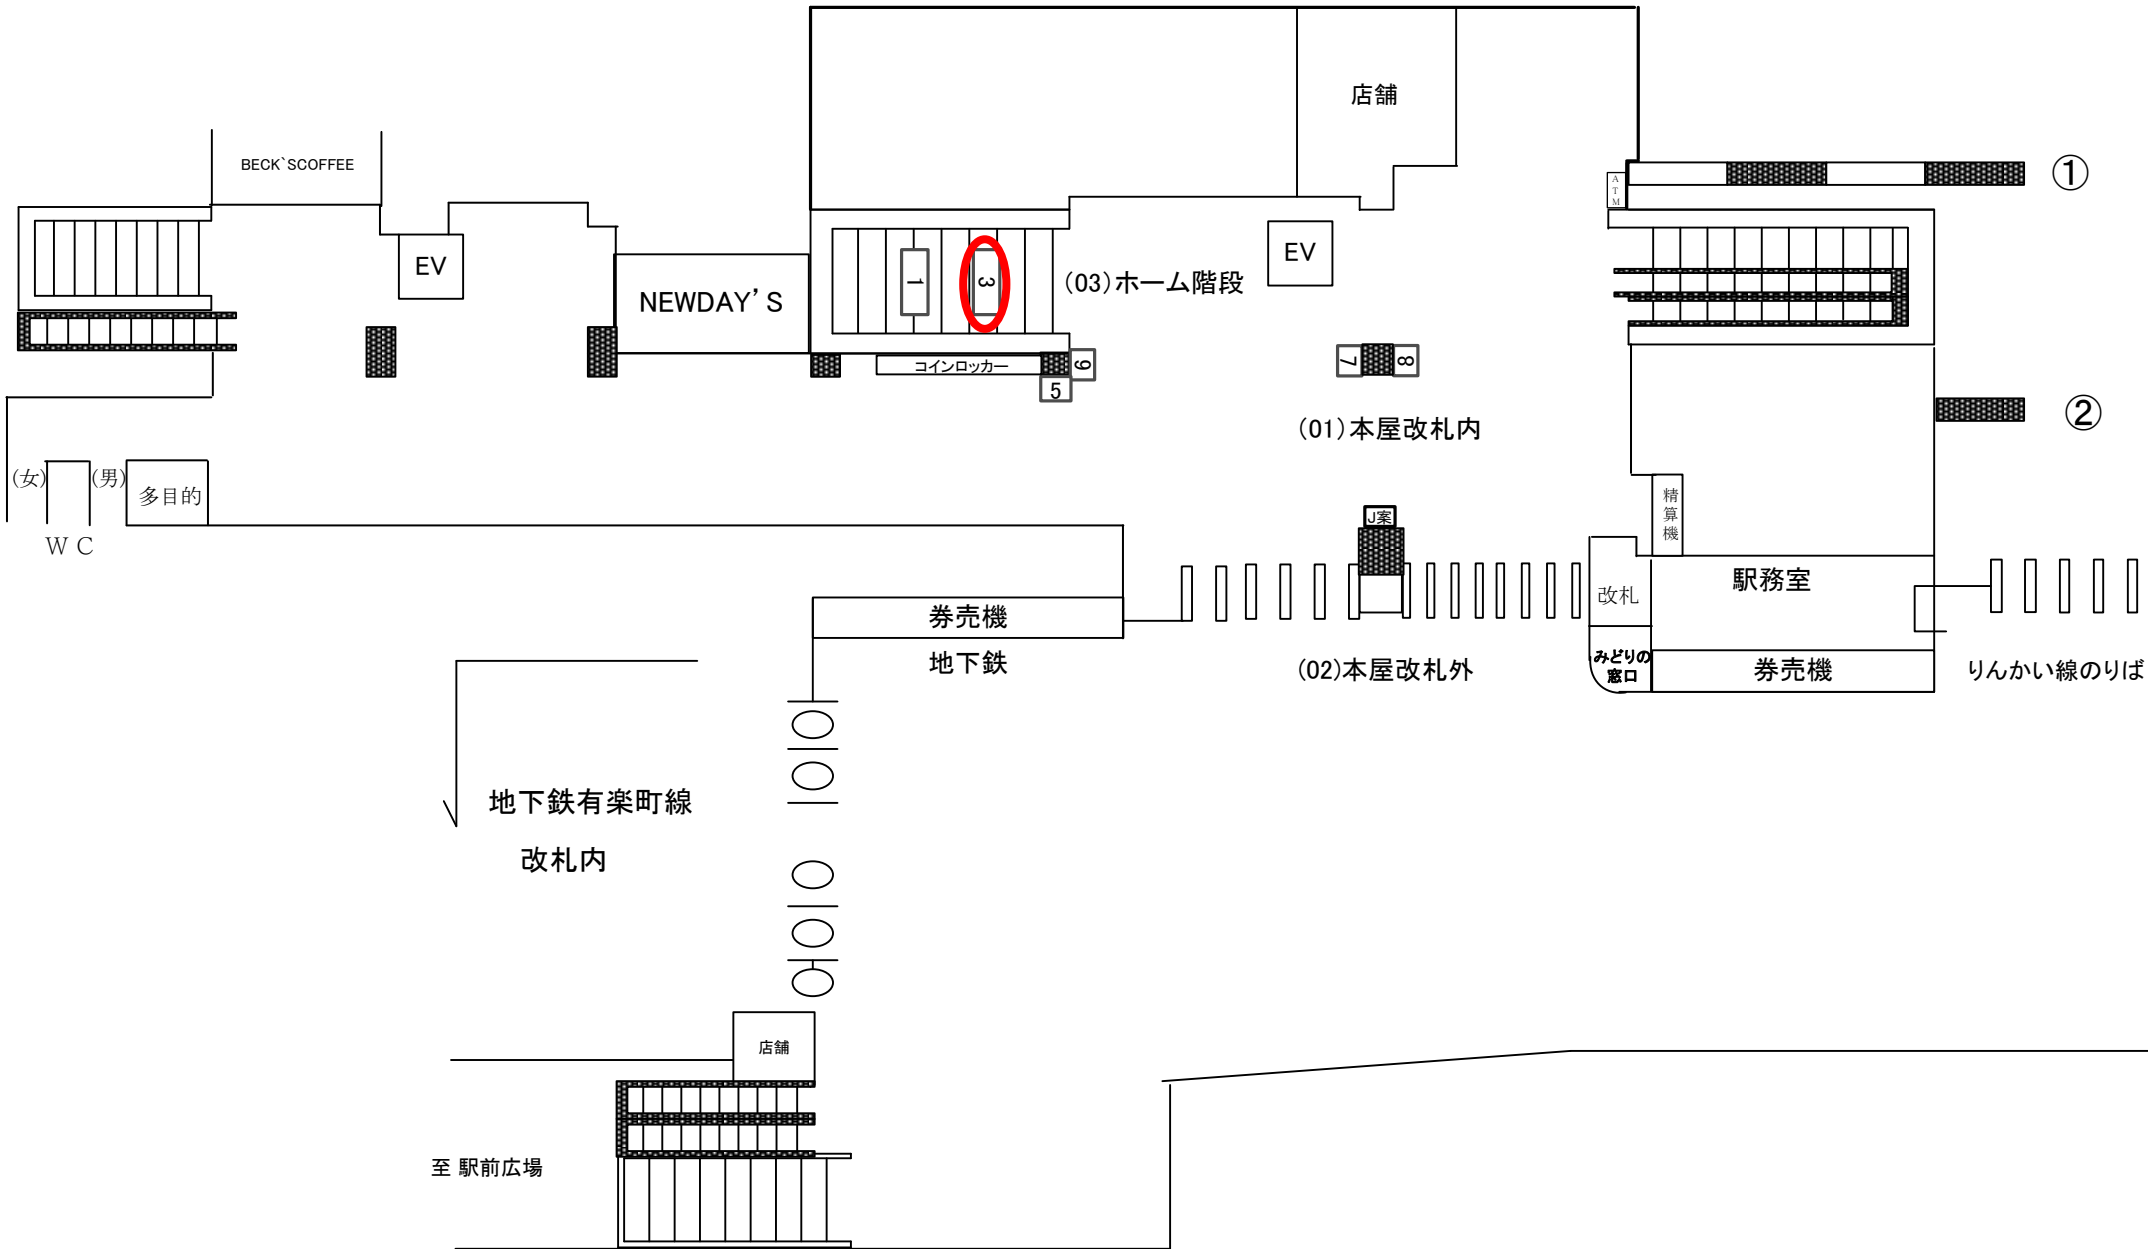 店舗
BECK`SCOFFEE
①
A
T
M
EV
EV
NEWDAY'S
1
3
(03)ホーム階段
コインロッカー
6
5
7
8
②
(01)本屋改札内
(女)
(男)
多目的
WC
J案
精
算
機
改札
駅務室
券売機
地下鉄
(02)本屋改札外
みどりの
窓口
券売機
りんかい線のりば
地下鉄有楽町線
改札内
店舗
至 駅前広場